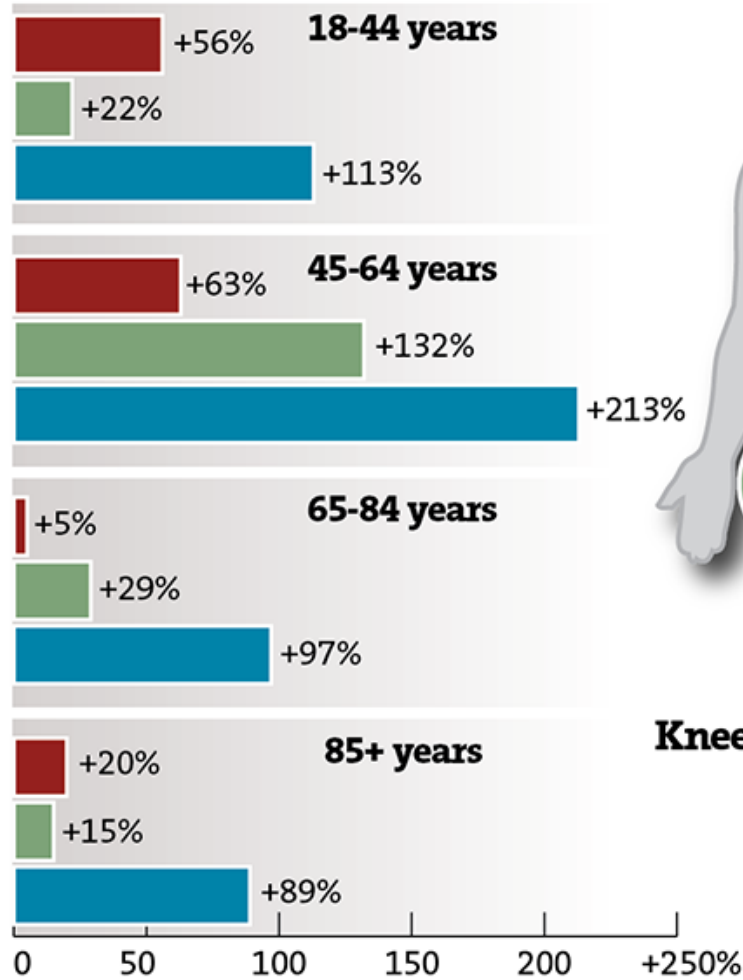 18-44 years
+56%
+22%
+113%
45-64 years
+63%
+132%
+213%
65-84 years
+5%
+29%
+97%
85+ years
+20%
+15%
+89%
Knee
0 50 100 150 200 +250%